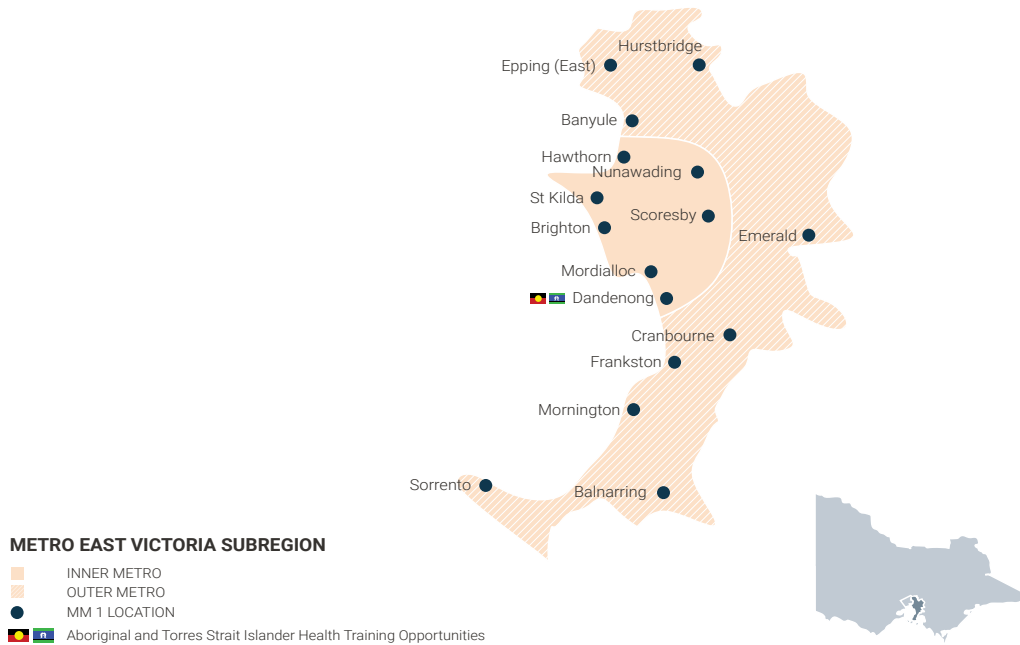 Hurstbridge
Epping (East)
Banyule
Hawthorn
Nunawading
St Kilda
Scoresby
Brighton
Emerald
Mordialloc
Dandenong
Cranbourne
Frankston
Mornington
Sorrento
Balnarring
METRO EAST VICTORIA SUBREGION
INNER METRO
OUTER METRO
MM 1 LOCATION
Aboriginal and Torres Strait Islander Health Training Opportunities